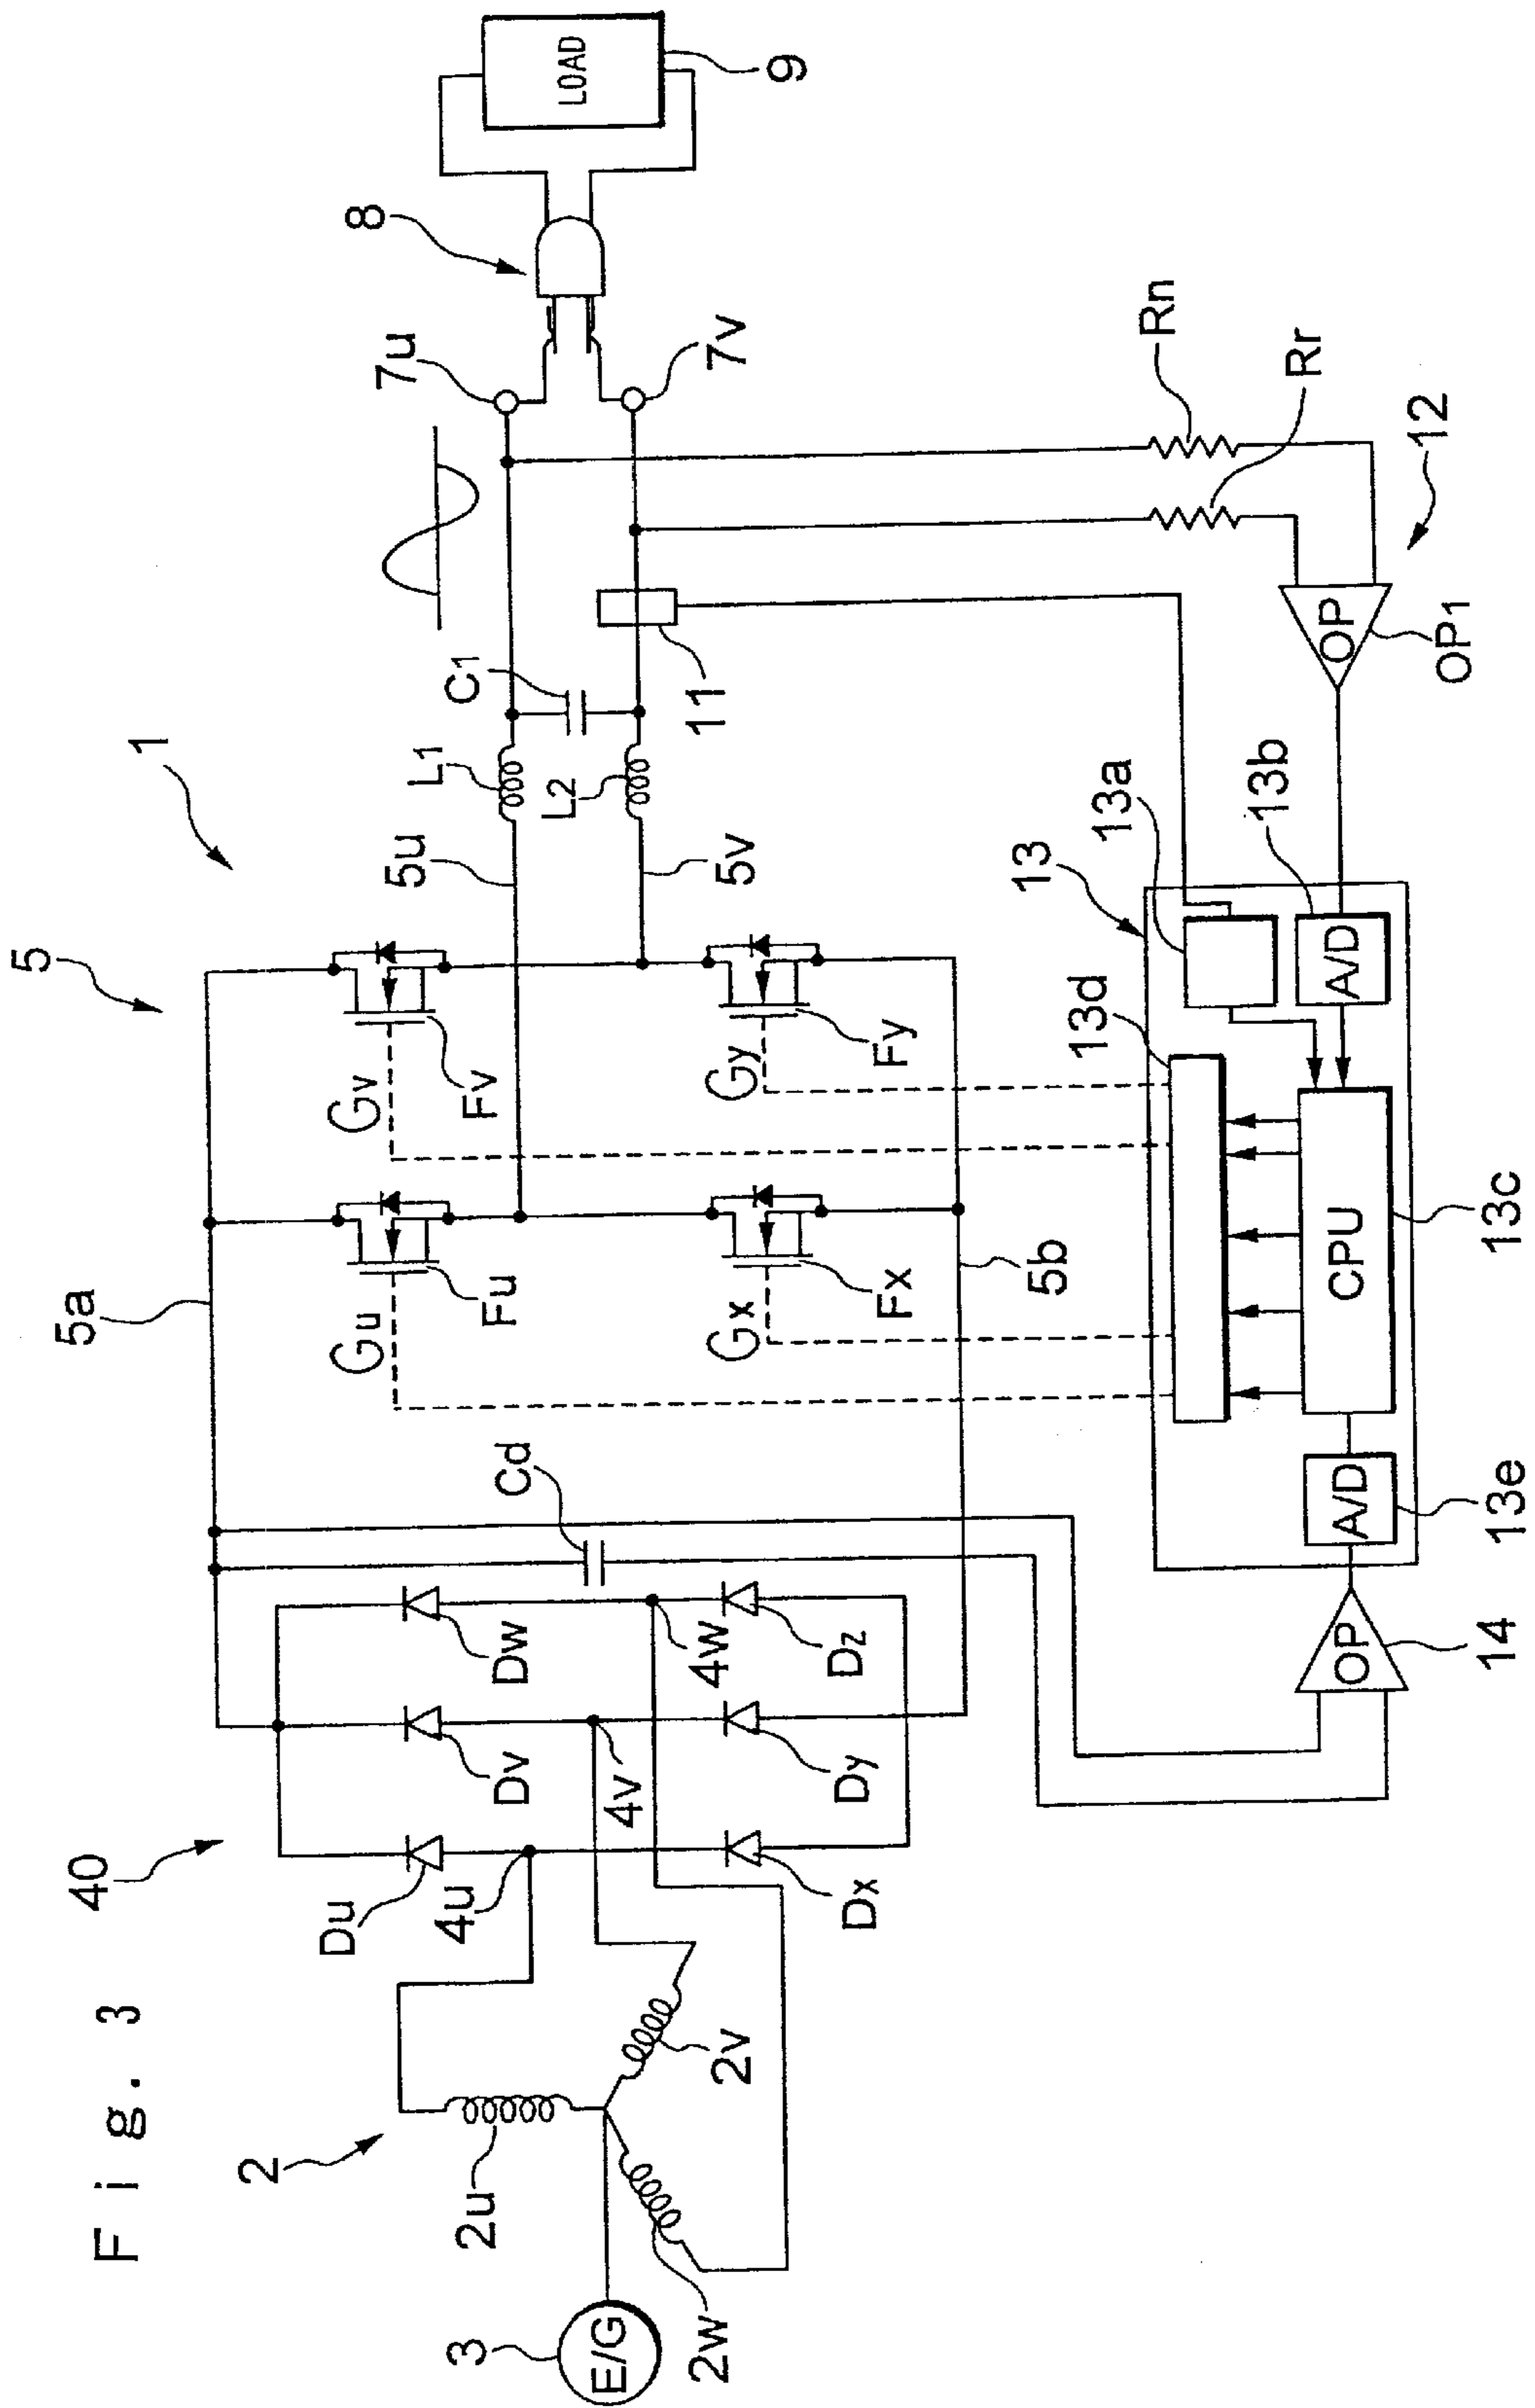 Fig. 3
1
5
40
2
5a
5u
5v
5b
Du
Dv
Dw
Dx
Dy
Dz
4u
4v
4w
2u
2v
2w
3
E/G
Cd
Gu
Fu
Gv
Fv
Gx
Fx
Gy
Fy
L1
L2
C1
11
7u
7v
8
LOAD
9
Rn
Rr
12
OP
OP1
13
13a
13b
A/D
13d
CPU
13c
A/D
13e
OP
14